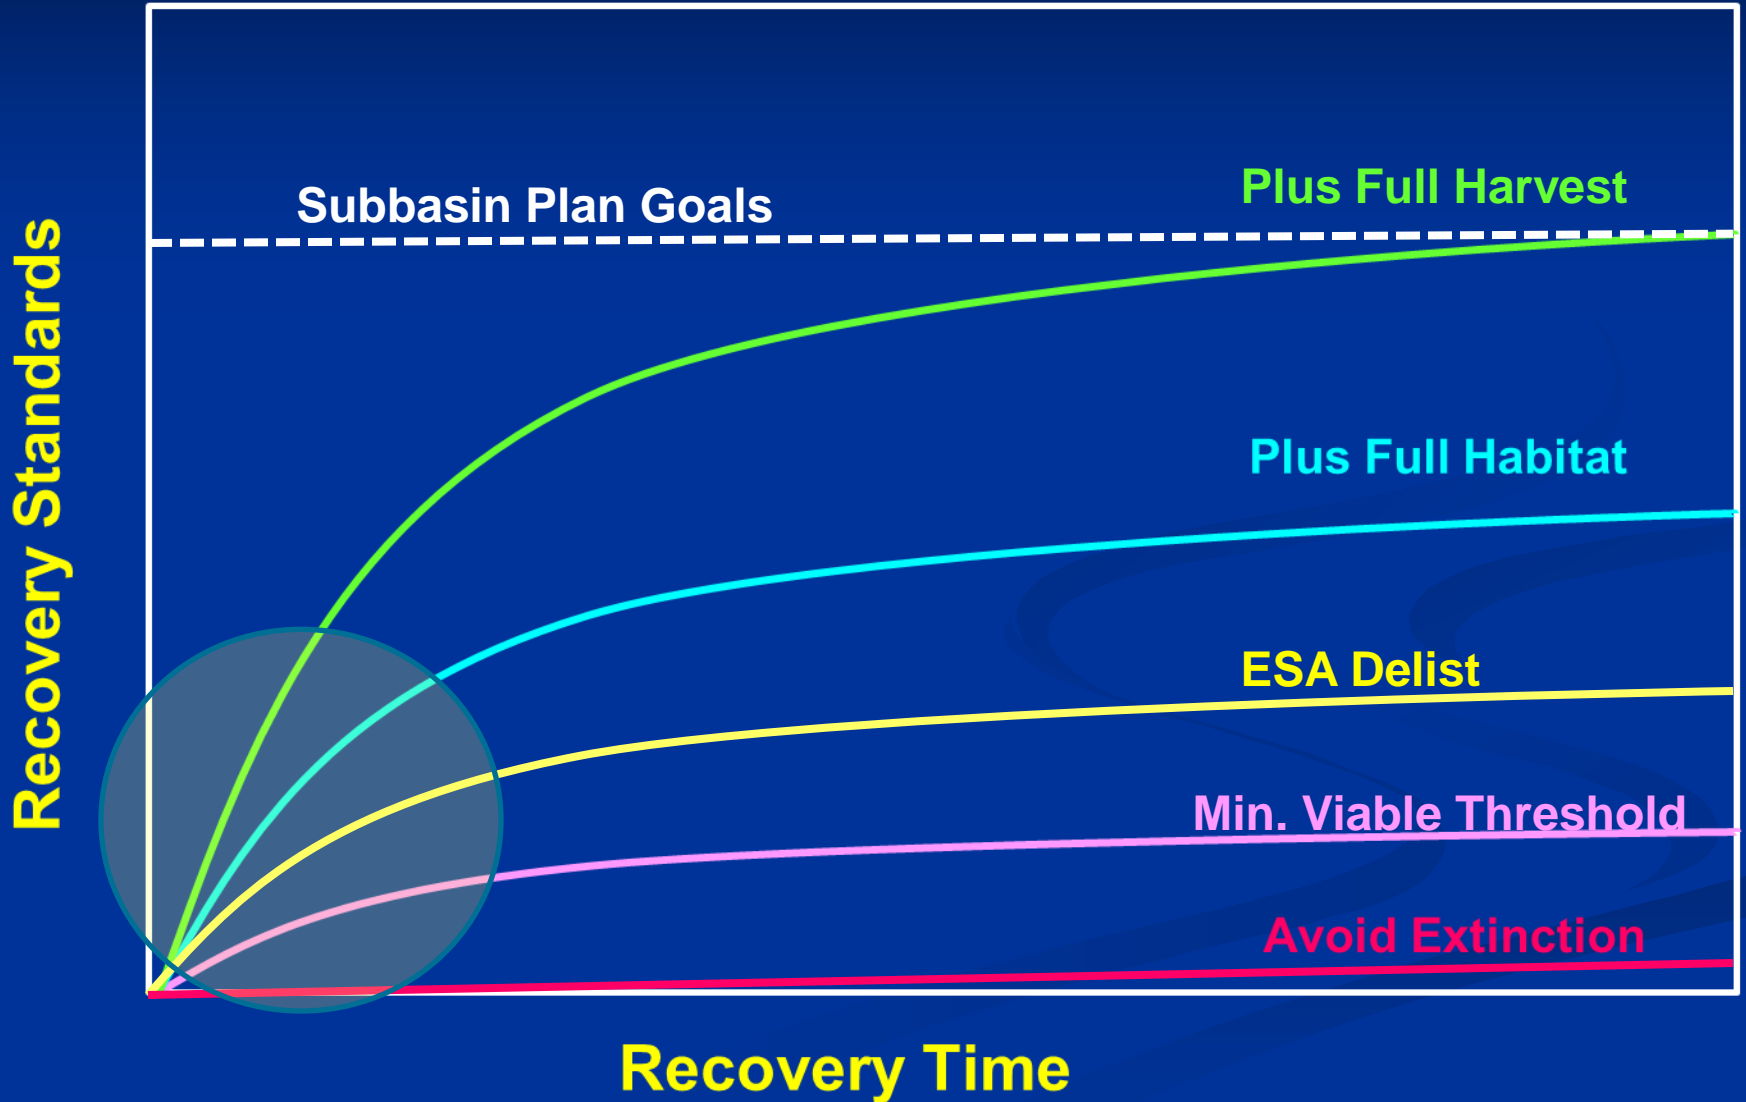 Plus Full Harvest
Subbasin Plan Goals
Recovery Standards
Plus Full Habitat
ESA Delist
Min. Viable Threshold
Avoid Extinction
Recovery Time